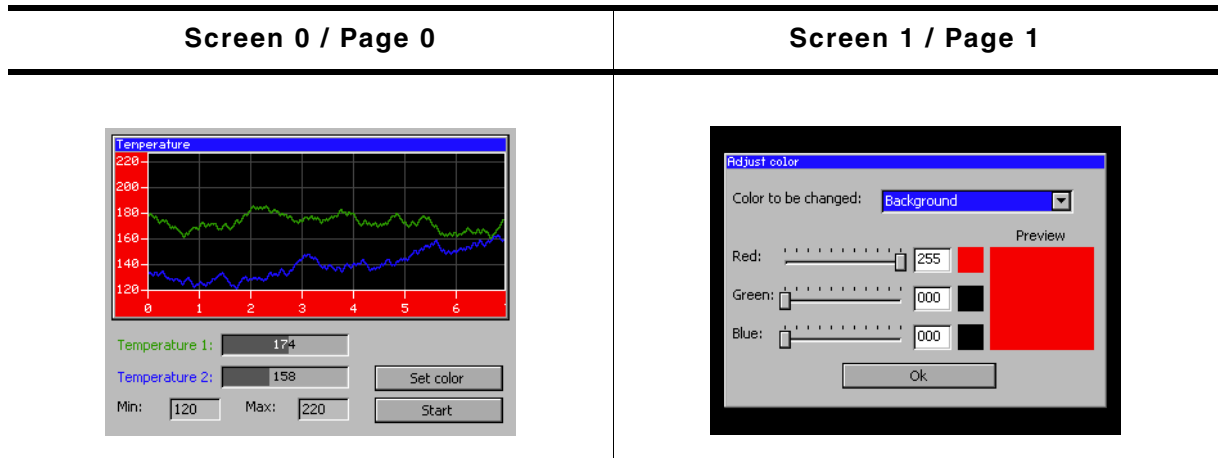 Screen 0 / Page 0
Screen 1 / Page 1
Temperature
220
200
180
160
140
120
0 1 2 3 4 5 6
Temperature 1: 174
Temperature 2: 158
Set color
Min: 120 Max: 220
Start
Adjust color
Color to be changed: Background
Preview
Red: 255
Green: 000
Blue: 000
Ok